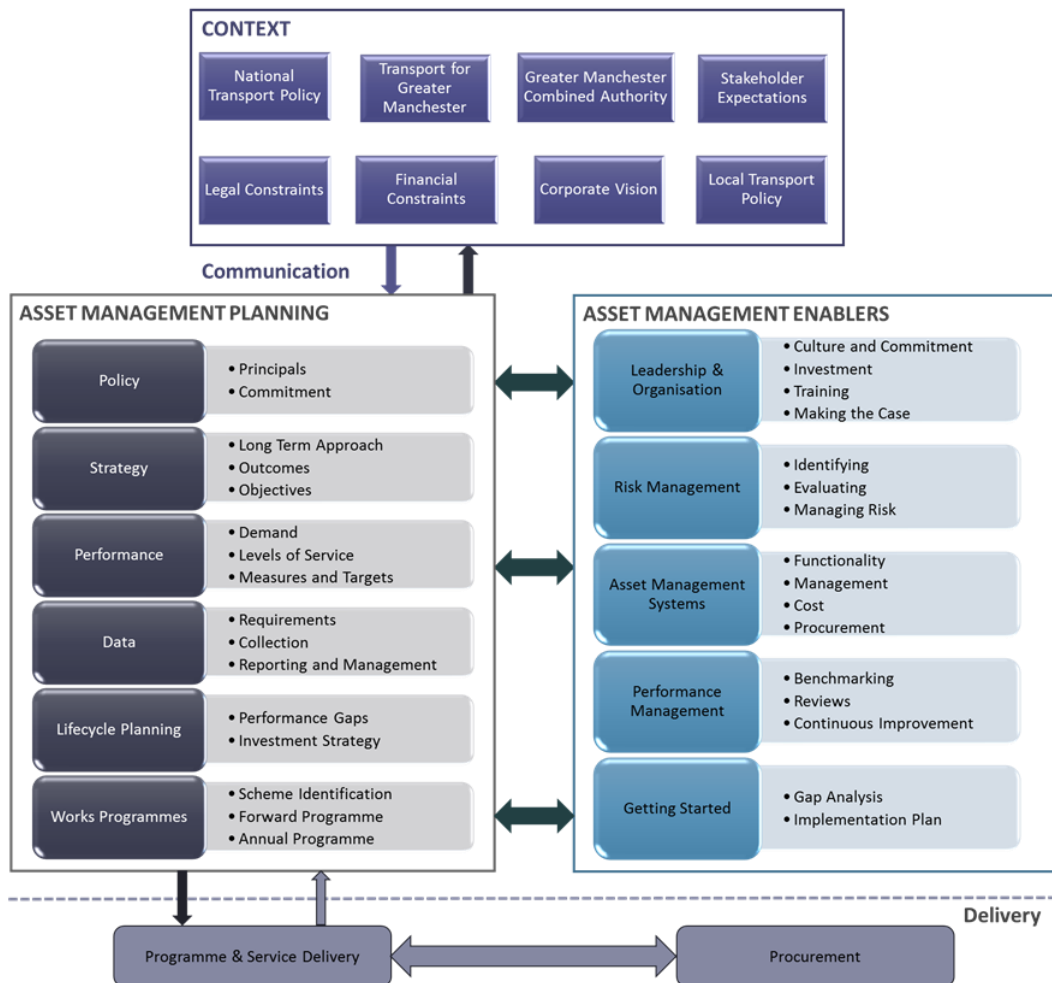 CONTEXT
National
Transport Policy
Transport for
Greater
Manchester
Greater Manchester
Combined Authority
Stakeholder
Expectations
Legal Constraints
Financial
Constraints
Corporate Vision
Local Transport
Policy
Communication
ASSET MANAGEMENT PLANNING
Policy
• Principals
• Commitment
Strategy
• Long Term Approach
• Outcomes
• Objectives
Performance
• Demand
• Levels of Service
• Measures and Targets
Data
• Requirements
• Collection
• Reporting and Management
Lifecycle Planning
• Performance Gaps
• Investment Strategy
Works Programmes
• Scheme Identification
• Forward Programme
• Annual Programme
ASSET MANAGEMENT ENABLERS
Leadership &
Organisation
• Culture and Commitment
• Investment
• Training
• Making the Case
Risk Management
• Identifying
• Evaluating
• Managing Risk
Asset Management
Systems
• Functionality
• Management
• Cost
• Procurement
Performance
Management
• Benchmarking
• Reviews
• Continuous Improvement
Getting Started
• Gap Analysis
• Implementation Plan
Delivery
Programme & Service Delivery
Procurement